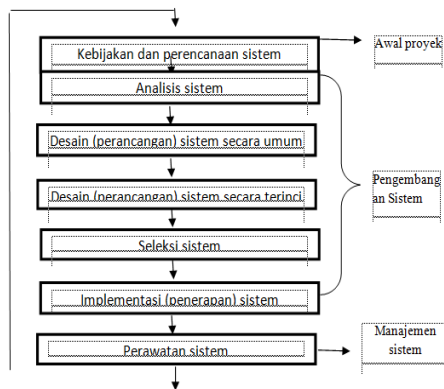 Kebijakan dan perencanaan sistem
Awal proyek
Analisis sistem
Desain (perancangan) sistem secara umum
Desain (perancangan) sistem secara terinci
Pengembang
an Sistem
Seleksi sistem
Implementasi (penerapan) sistem
Perawatan sistem
Manajemen
sistem